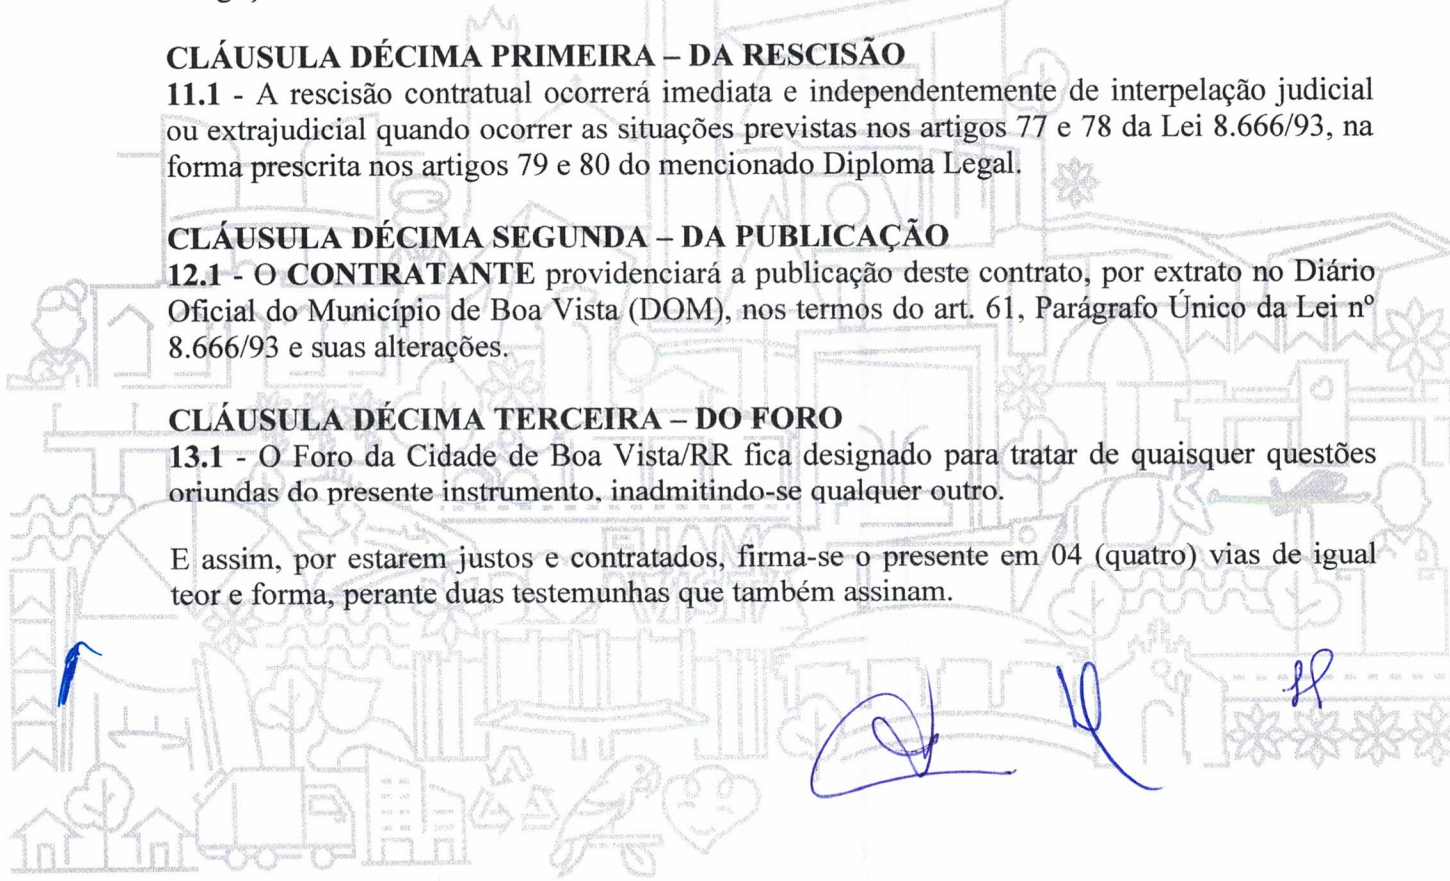 CLÁUSULA DÉCIMA PRIMEIRA – DA RESCISÃO
11.1 - A rescisão contratual ocorrerá imediata e independentemente de interpelação judicial
ou extrajudicial quando ocorrer as situações previstas nos artigos 77 e 78 da Lei 8.666/93, na
forma prescrita nos artigos 79 e 80 do mencionado Diploma Legal.
CLÁUSULA DÉCIMA SEGUNDA – DA PUBLICAÇÃO
12.1 - O CONTRATANTE providenciará a publicação deste contrato, por extrato no Diário
Oficial do Município de Boa Vista (DOM), nos termos do art. 61, Parágrafo Único da Lei nº
8.666/93 e suas alterações.
CLÁUSULA DÉCIMA TERCEIRA – DO FORO
13.1 - O Foro da Cidade de Boa Vista/RR fica designado para tratar de quaisquer questões
oriundas do presente instrumento, inadmitindo-se qualquer outro.
E assim, por estarem justos e contratados, firma-se o presente em 04 (quatro) vias de igual
teor e forma, perante duas testemunhas que também assinam.